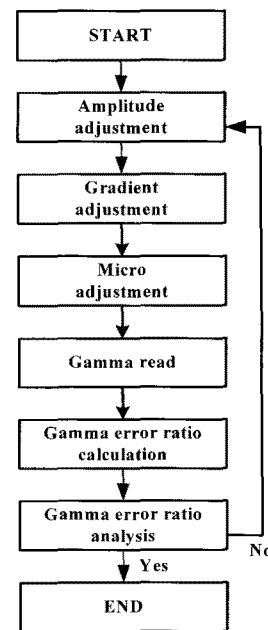 START
Amplitude
adjustment
Gradient
adjustment
Micro
adjustment
Gamma read
Gamma error ratio
calculation
Gamma error ratio
analysis
No
Yes
END